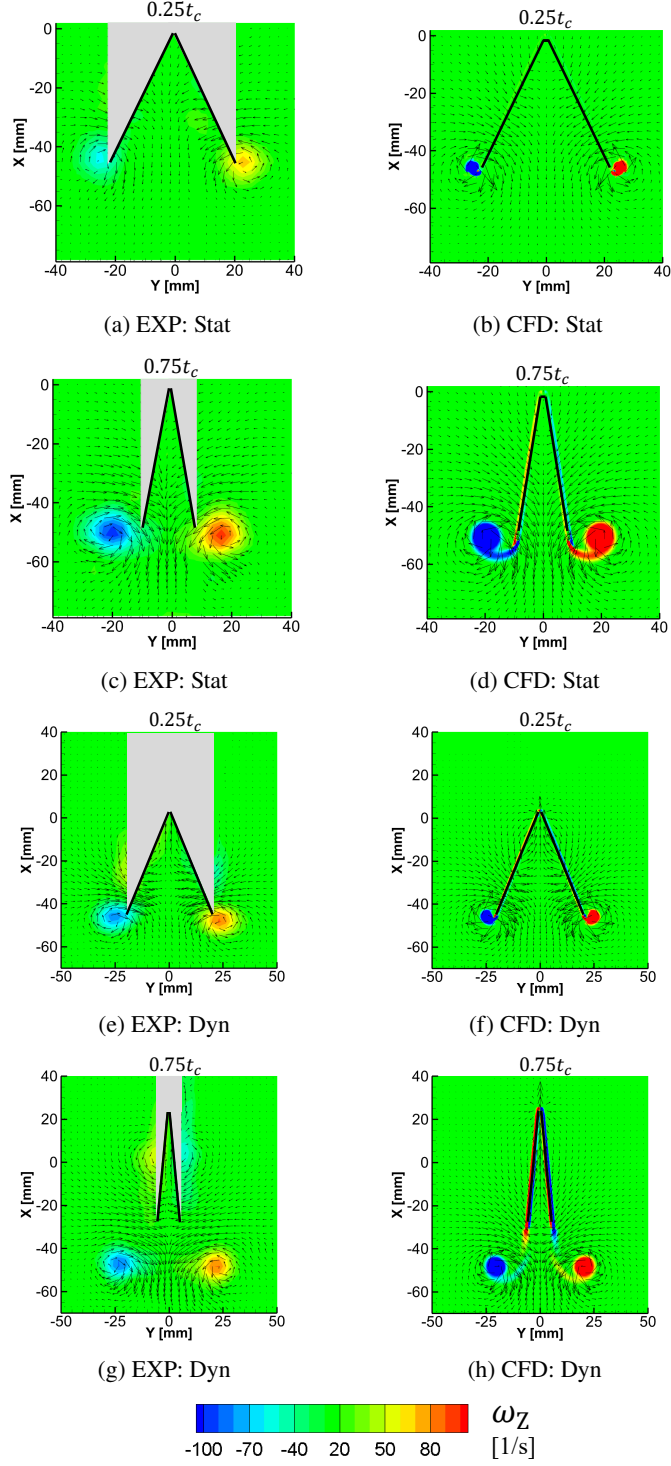 0.25t_c
0.25t_c
X [mm]
0
-20
-40
-60
-40 -20 0 20 40
Y [mm]
X [mm]
0
-20
-40
-60
-40 -20 0 20 40
Y [mm]
(a) EXP: Stat
(b) CFD: Stat
0.75t_c
0.75t_c
X [mm]
0
-20
-40
-60
-40 -20 0 20 40
Y [mm]
X [mm]
0
-20
-40
-60
-40 -20 0 20 40
Y [mm]
(c) EXP: Stat
(d) CFD: Stat
0.25t_c
0.25t_c
X [mm]
40
20
0
-20
-40
-60
-50 -25 0 25 50
Y [mm]
X [mm]
40
20
0
-20
-40
-60
-50 -25 0 25 50
Y [mm]
(e) EXP: Dyn
(f) CFD: Dyn
0.75t_c
0.75t_c
X [mm]
40
20
0
-20
-40
-60
-50 -25 0 25 50
Y [mm]
X [mm]
40
20
0
-20
-40
-60
-50 -25 0 25 50
Y [mm]
(g) EXP: Dyn
(h) CFD: Dyn
-100 -70 -40 20 50 80
ω_Z
[1/s]